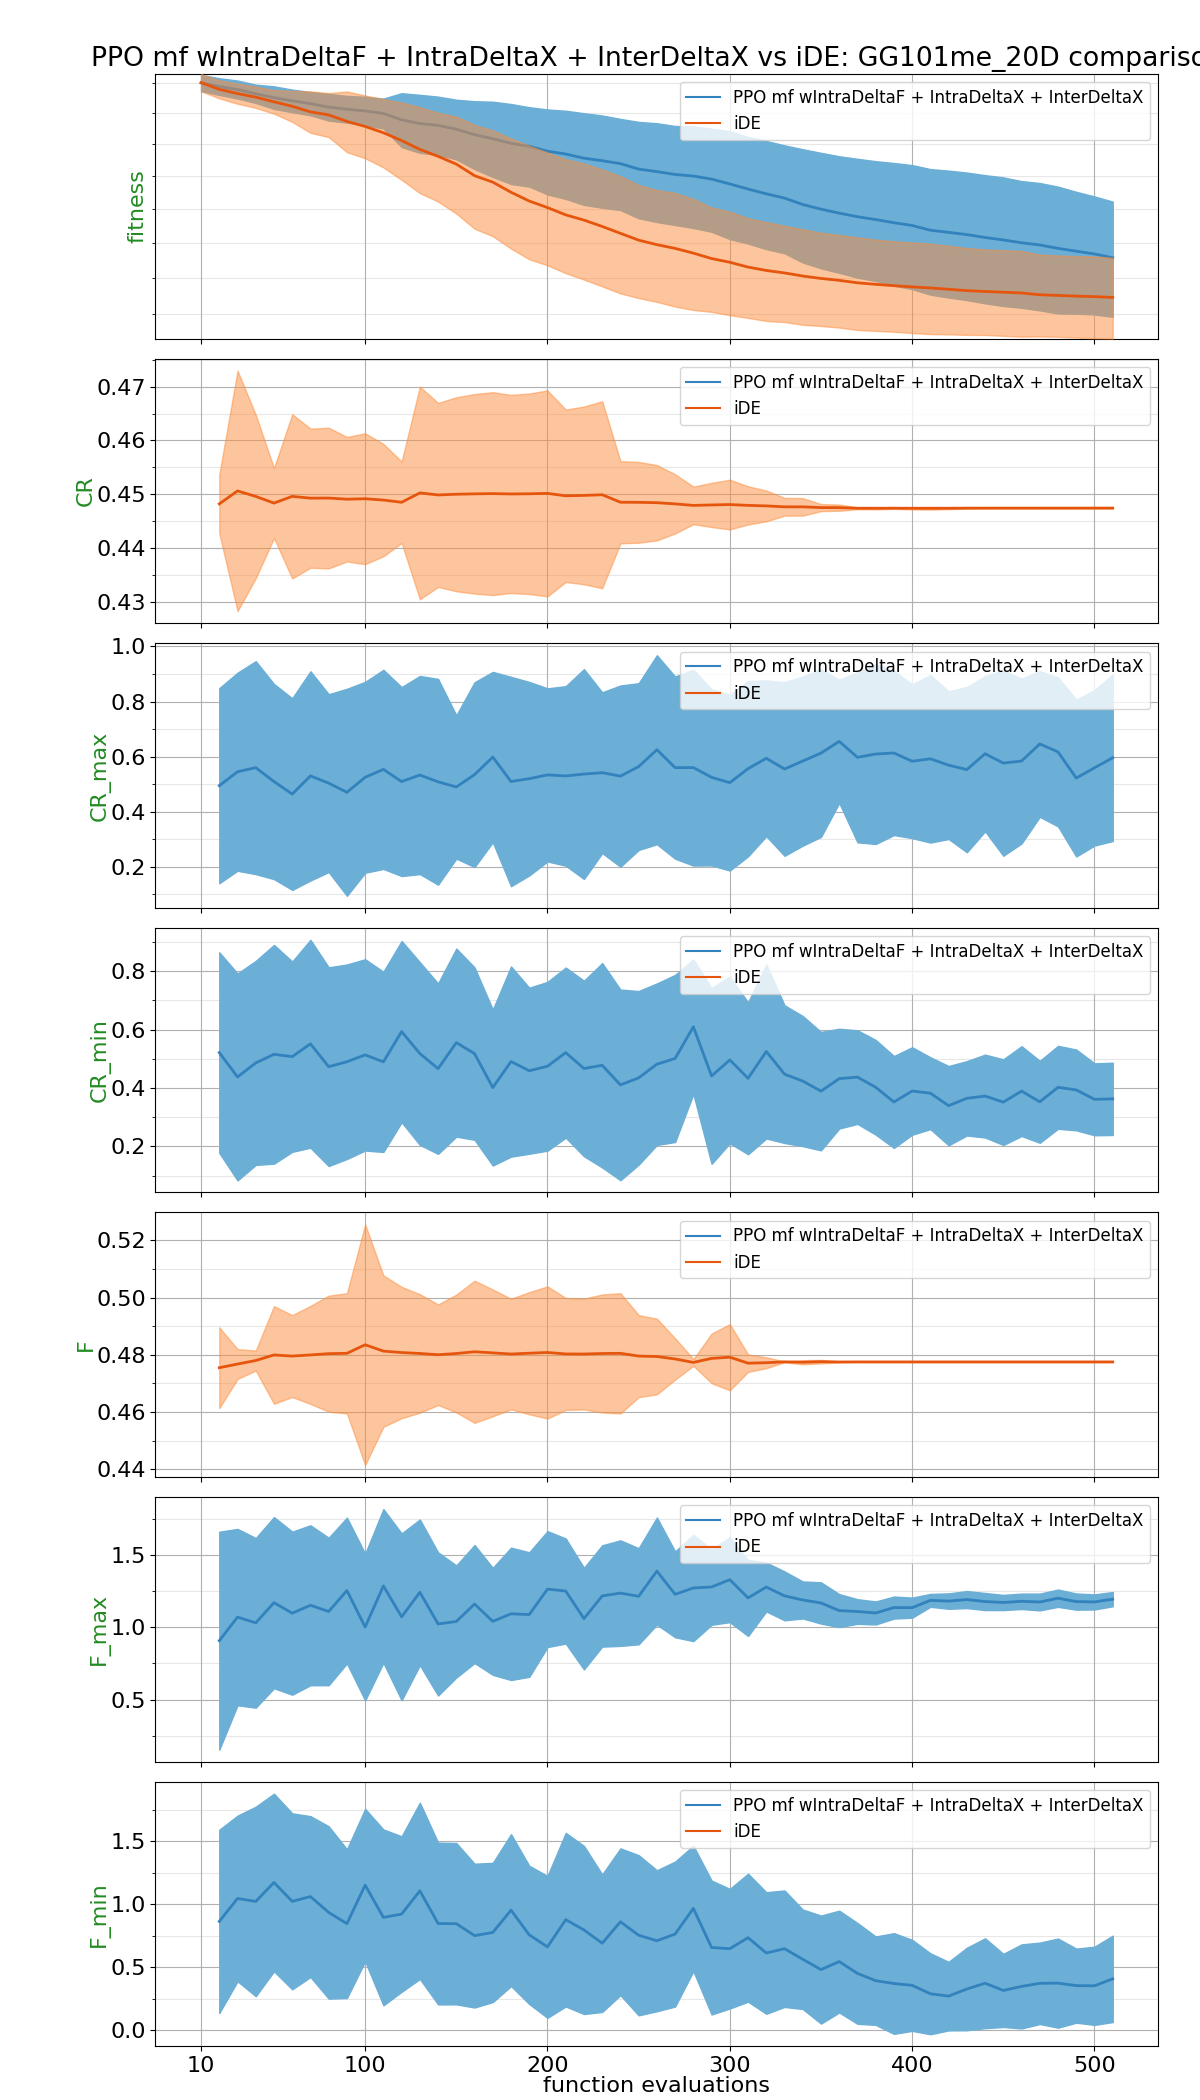 PPO mf wIntraDeltaF + IntraDeltaX + InterDeltaX vs iDE: GG101me_20D comparisc
fitness
PPO mf wIntraDeltaF + IntraDeltaX + InterDeltaX
iDE
CR
0.47
0.46
0.45
0.44
0.43
PPO mf wIntraDeltaF + IntraDeltaX + InterDeltaX
iDE
CR_max
1.0
0.8
0.6
0.4
0.2
PPO mf wIntraDeltaF + IntraDeltaX + InterDeltaX
iDE
CR_min
0.8
0.6
0.4
0.2
PPO mf wIntraDeltaF + IntraDeltaX + InterDeltaX
iDE
F
0.52
0.50
0.48
0.46
0.44
PPO mf wIntraDeltaF + IntraDeltaX + InterDeltaX
iDE
F_max
1.5
1.0
0.5
PPO mf wIntraDeltaF + IntraDeltaX + InterDeltaX
iDE
F_min
1.5
1.0
0.5
0.0
PPO mf wIntraDeltaF + IntraDeltaX + InterDeltaX
iDE
10 100 200 300 400 500
function evaluations